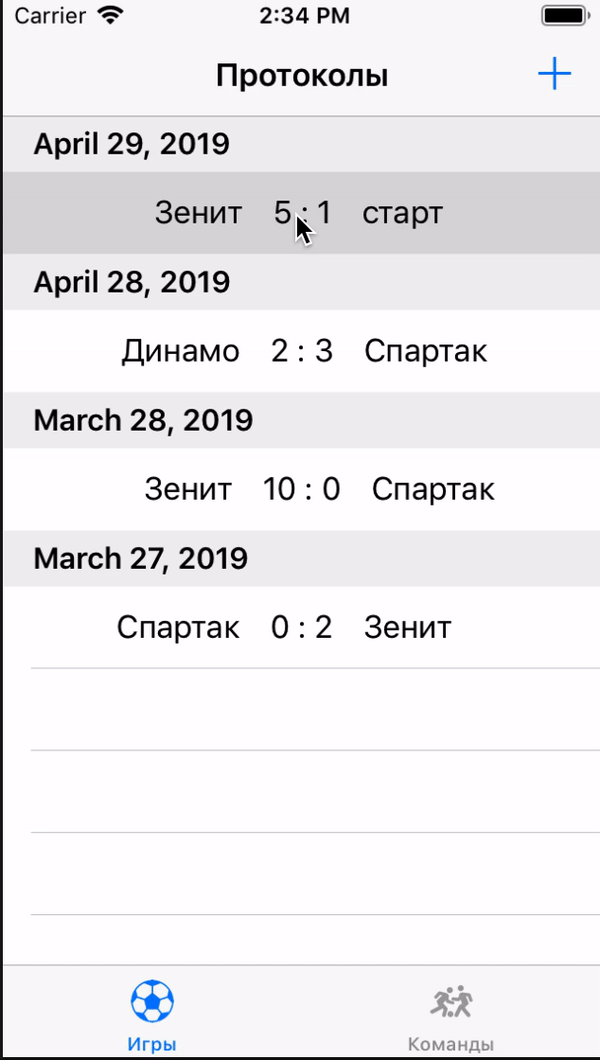 Carrier 2:34 PM
Протоколы +
April 29, 2019
Зенит 5 : 1 старт
April 28, 2019
Динамо 2 : 3 Спартак
March 28, 2019
Зенит 10 : 0 Спартак
March 27, 2019
Спартак 0 : 2 Зенит
Игры Команды